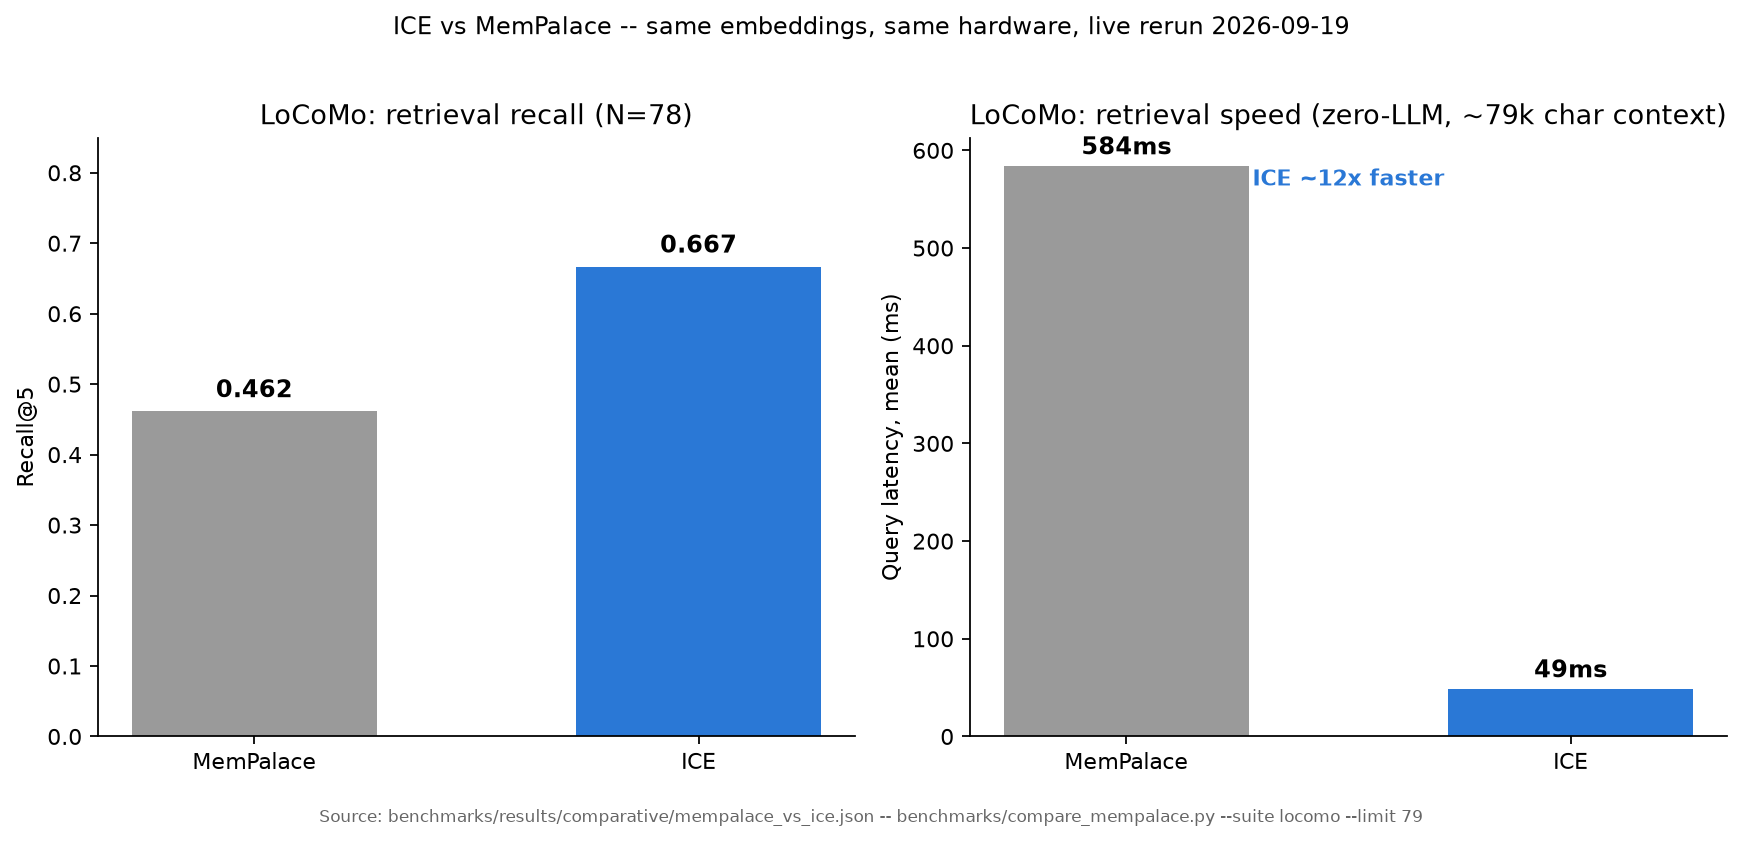 ICE vs MemPalace -- same embeddings, same hardware, live rerun 2026-09-19
LoCoMo: retrieval recall (N=78)
Recall@5
0.8
0.7
0.6
0.5
0.4
0.3
0.2
0.1
0.0
0.462
0.667
MemPalace
ICE
LoCoMo: retrieval speed (zero-LLM, ~79k char context)
Query latency, mean (ms)
600
500
400
300
200
100
0
584ms
ICE ~12x faster
49ms
MemPalace
ICE
Source: benchmarks/results/comparative/mempalace_vs_ice.json -- benchmarks/compare_mempalace.py --suite locomo --limit 79